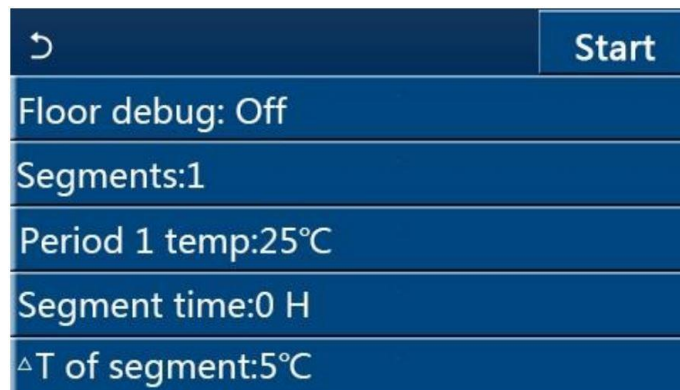 Start
Floor debug: Off
Segments:1
Period 1 temp:25℃
Segment time:0 H
△T of segment:5℃